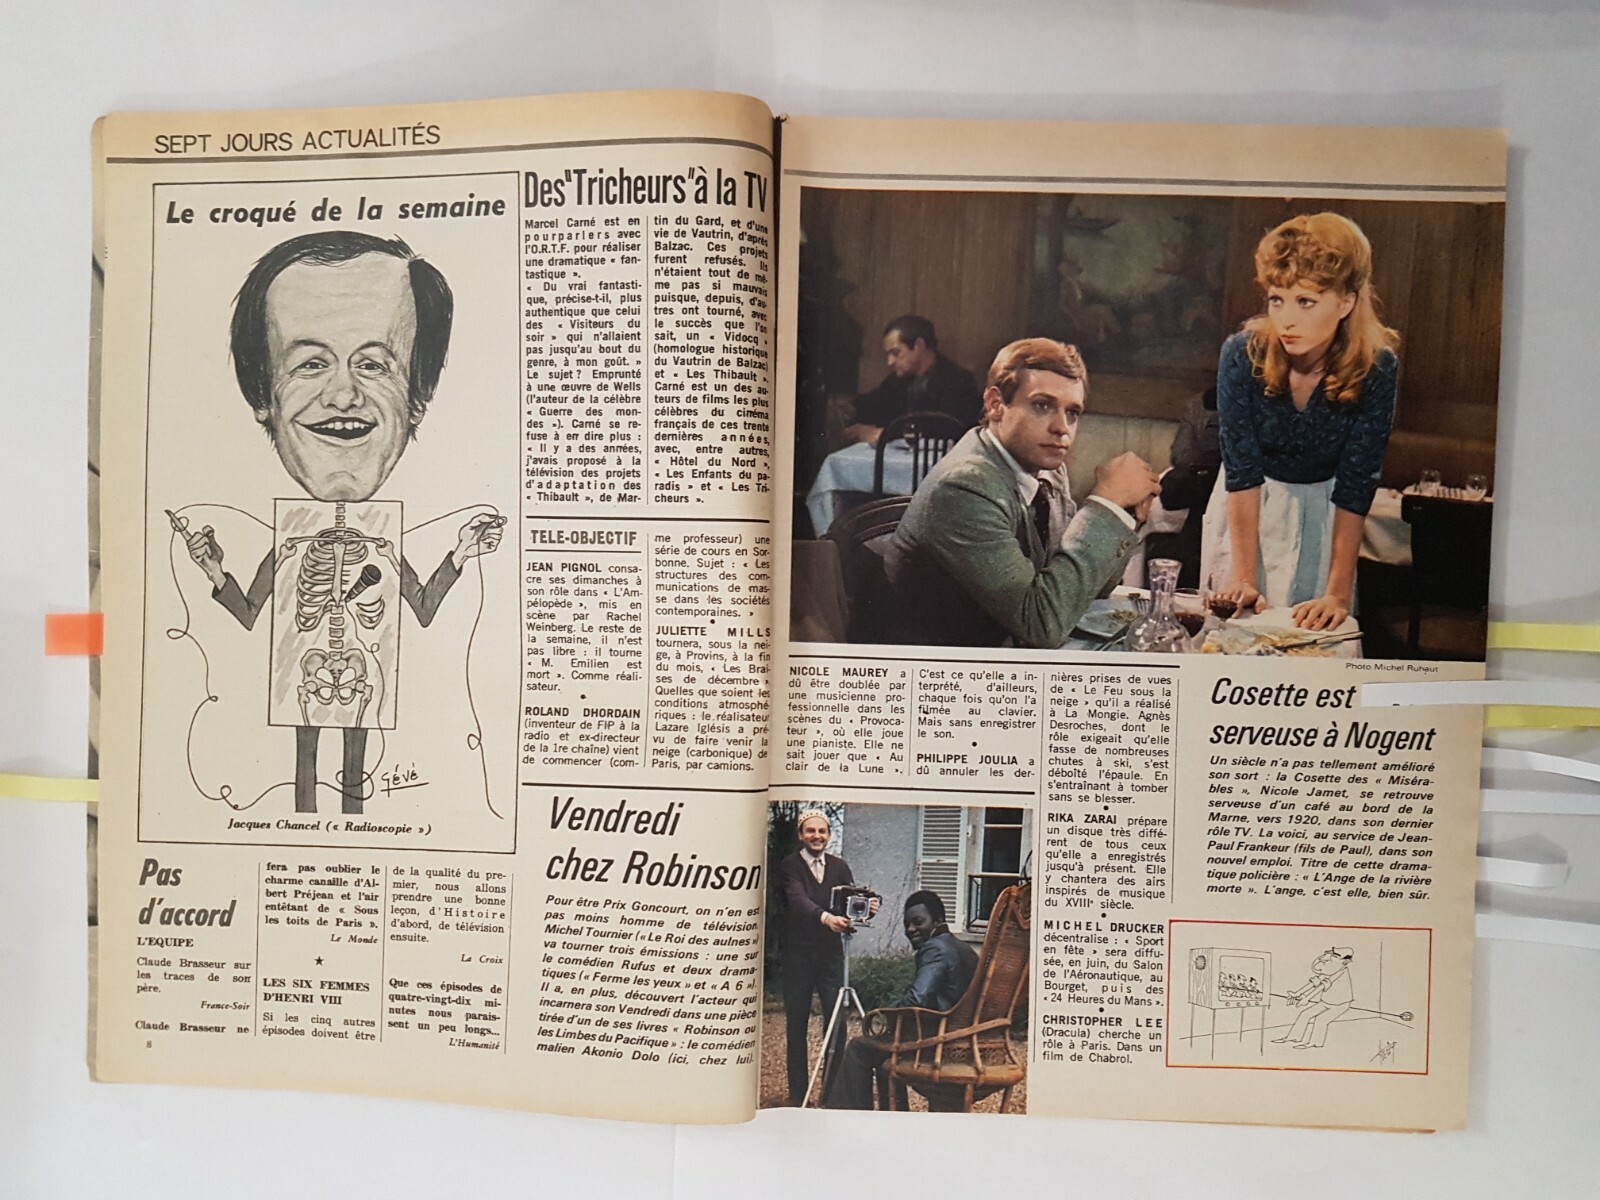 SEPT JOURS ACTUALITÉS
Le croqué de la semaine
gévé
Jacques Chancel (« Radioscopie »)
Des "Tricheurs" à la TV
Marcel Carné est en
pourparlers avec
l'O.R.T.F. pour réaliser
une dramatique « fan-
tastique ».
« Du vrai fantasti-
que, précise-t-il, plus
authentique que celui
des « Visiteurs du
soir » qui n'allaient
pas jusqu'au bout du
genre, à mon goût. »
Le sujet ? Emprunté
à une œuvre de Wells
(l'auteur de la célèbre
« Guerre des mon-
des »). Carné se re-
fuse à en dire plus :
« Il y a des années,
j'avais proposé à la
télévision des projets
d'adaptation des
« Thibault », de Mar-
tin du Gard, et d'une
vie de Vautrin, d'après
Balzac. Ces projets
furent refusés. Ils
n'étaient tout de mê-
me pas si mauvais
puisque, depuis, d'au-
tres ont tourné, avec
le succès que l'on
sait, un « Vidocq »
(homologue historique
du Vautrin de Balzac)
et « Les Thibault ».
Carné est un des au-
teurs de films les plus
célèbres du cinéma
français de ces trente
dernières années,
avec, entre autres,
« Hôtel du Nord »,
« Les Enfants du pa-
radis » et « Les Tri-
cheurs ».
TELE-OBJECTIF
JEAN PIGNOL consa-
cre ses dimanches à
son rôle dans « L'Am-
pélopède », mis en
scène par Rachel
Weinberg. Le reste de
la semaine, il n'est
pas libre : il tourne
« M. Emilien est
mort ». Comme réali-
sateur.
•
ROLAND DHORDAIN
(inventeur de FIP à la
radio et ex-directeur
de la 1re chaîne) vient
de commencer (com-
me professeur) une
série de cours en Sor-
bonne. Sujet : « Les
structures des com-
munications de mas-
se dans les sociétés
contemporaines. »
•
JULIETTE MILLS
tournera, sous la nei-
ge, à Provins, à la fin
du mois, « Les Brai-
ses de décembre ».
Quelles que soient les
conditions atmosphé-
riques : le réalisateur
Lazare Iglésis a pré-
vu de faire venir la
neige (carbonique) de
Paris, par camions.
Pas
d'accord
L'EQUIPE
Claude Brasseur sur
les traces de son
père.
France-Soir
Claude Brasseur ne
fera pas oublier le
charme canaille d'Al-
bert Préjean et l'air
entêtant de « Sous
les toits de Paris ».
Le Monde
★
LES SIX FEMMES
D'HENRI VIII
Si les cinq autres
épisodes doivent être
de la qualité du pre-
mier, nous allons
prendre une bonne
leçon, d'Histoire
d'abord, de télévision
ensuite.
La Croix
Que ces épisodes de
quatre-vingt-dix mi-
nutes nous parais-
sent un peu longs...
L'Humanité
8
Vendredi
chez Robinson
Pour être Prix Goncourt, on n'en est
pas moins homme de télévision.
Michel Tournier (« Le Roi des aulnes »)
va tourner trois émissions : une sur
le comédien Rufus et deux drama-
tiques (« Ferme les yeux » et « A 6 »).
Il a, en plus, découvert l'acteur qui
incarnera son Vendredi dans une pièce
tirée d'un de ses livres « Robinson ou
les Limbes du Pacifique » : le comédien
malien Akonio Dolo (ici, chez lui).
Photo Michel Ruhaut
NICOLE MAUREY a
dû être doublée par
une musicienne pro-
fessionnelle dans les
scènes du « Provoca-
teur », où elle joue
une pianiste. Elle ne
sait jouer que « Au
clair de la Lune ».
C'est ce qu'elle a in-
terprété, d'ailleurs,
chaque fois qu'on l'a
filmée au clavier.
Mais sans enregistrer
le son.
•
PHILIPPE JOULIA a
dû annuler les der-
nières prises de vues
de « Le Feu sous la
neige » qu'il a réalisé
à La Mongie. Agnès
Desroches, dont le
rôle exigeait qu'elle
fasse de nombreuses
chutes à ski, s'est
déboîté l'épaule. En
s'entraînant à tomber
sans se blesser.
•
RIKA ZARAI prépare
un disque très diffé-
rent de tous ceux
qu'elle a enregistrés
jusqu'à présent. Elle
y chantera des airs
inspirés de musique
du XVIIIe siècle.
•
MICHEL DRUCKER
décentralise : « Sport
en fête » sera diffu-
sée, en juin, du Salon
de l'Aéronautique, au
Bourget, puis des
« 24 Heures du Mans ».
•
CHRISTOPHER LEE
(Dracula) cherche un
rôle à Paris. Dans un
film de Chabrol.
Cosette est
serveuse à Nogent
Un siècle n'a pas tellement amélioré
son sort : la Cosette des « Miséra-
bles », Nicole Jamet, se retrouve
serveuse d'un café au bord de la
Marne, vers 1920, dans son dernier
rôle TV. La voici, au service de Jean-
Paul Frankeur (fils de Paul), dans son
nouvel emploi. Titre de cette drama-
tique policière : « L'Ange de la rivière
morte ». L'ange, c'est elle, bien sûr.